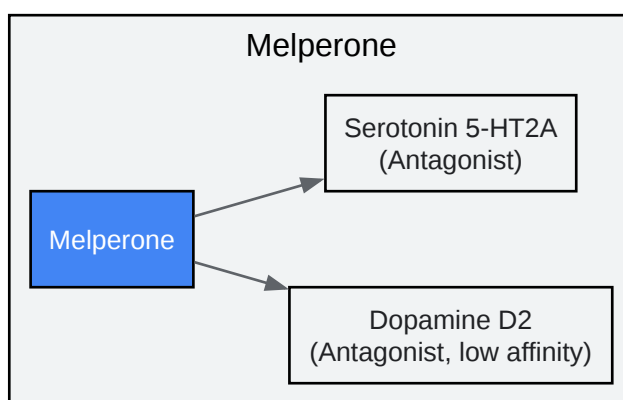 Melperone
Serotonin 5-HT2A
(Antagonist)
Melperone
Dopamine D2
(Antagonist, low affinity)